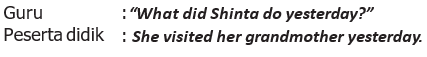 Guru : “What did Shinta do yesterday?”
Peserta didik : She visited her grandmother yesterday.